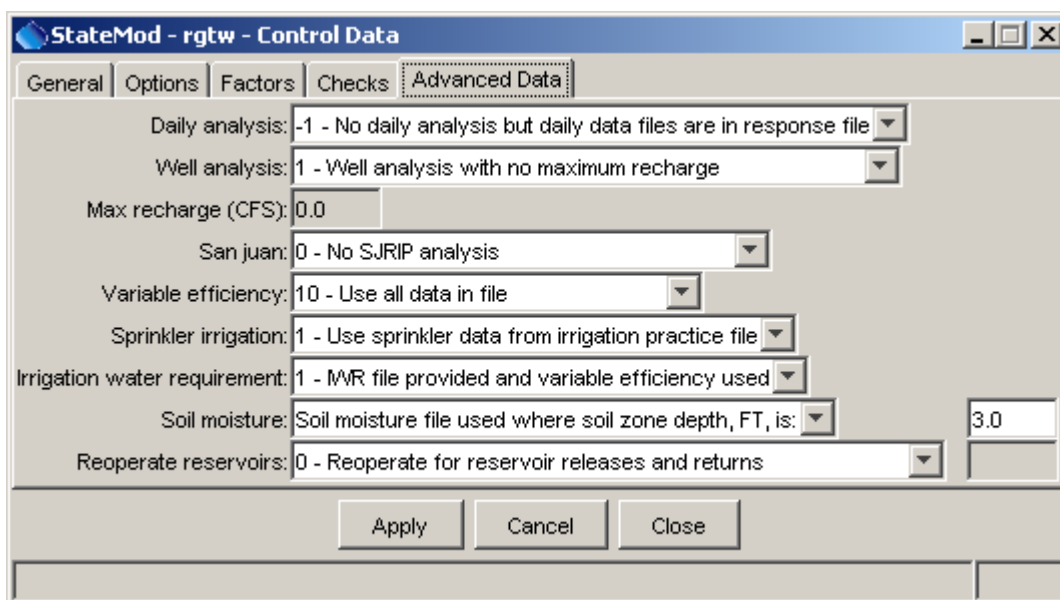 StateMod - rgtw - Control Data
General Options Factors Checks Advanced Data
Daily analysis: -1 - No daily analysis but daily data files are in response file
Well analysis: 1 - Well analysis with no maximum recharge
Max recharge (CFS): 0.0
San juan: 0 - No SJRIP analysis
Variable efficiency: 10 - Use all data in file
Sprinkler irrigation: 1 - Use sprinkler data from irrigation practice file
Irrigation water requirement: 1 - IWR file provided and variable efficiency used
Soil moisture: Soil moisture file used where soil zone depth, FT, is: 3.0
Reoperate reservoirs: 0 - Reoperate for reservoir releases and returns
Apply Cancel Close